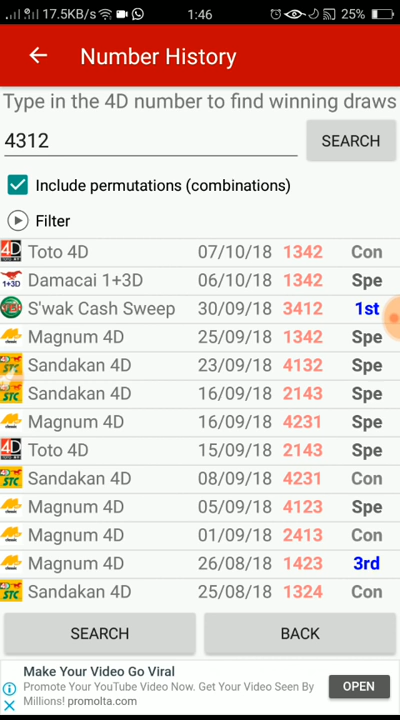 17.5KB/s 1:46 25%
Number History
Type in the 4D number to find winning draws
4312 SEARCH
Include permutations (combinations)
Filter
4D Toto 4D 07/10/18 1342 Con
1+3D Damacai 1+3D 06/10/18 1342 Spe
S'wak Cash Sweep 30/09/18 3412 1st
Magnum 4D 25/09/18 1342 Spe
Sandakan 4D 23/09/18 4132 Spe
STC Sandakan 4D 16/09/18 2143 Spe
Magnum 4D 16/09/18 4231 Spe
4D Toto 4D 15/09/18 2143 Spe
STC Sandakan 4D 08/09/18 4231 Con
Magnum 4D 05/09/18 4123 Spe
Magnum 4D 01/09/18 2413 Con
Magnum 4D 26/08/18 1423 3rd
STC Sandakan 4D 25/08/18 1324 Con
SEARCH BACK
Make Your Video Go Viral
Promote Your YouTube Video Now. Get Your Video Seen By
Millions! promolta.com
OPEN